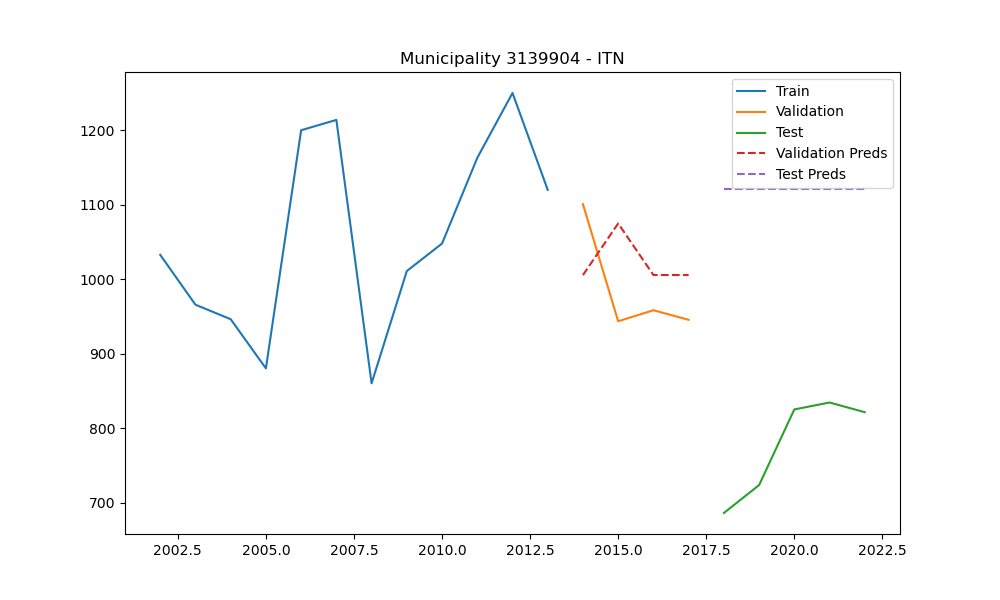 Municipality 3139904 - ITN
Train
Validation
Test
Validation Preds
Test Preds
1200
1100
1000
900
800
700
2002.5 2005.0 2007.5 2010.0 2012.5 2015.0 2017.5 2020.0 2022.5